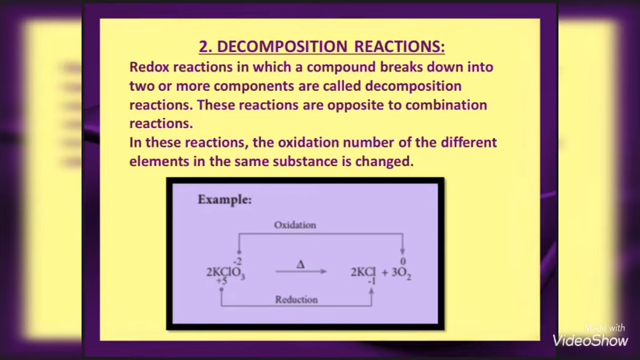 2. DECOMPOSITION REACTIONS:
Redox reactions in which a compound breaks down into
two or more components are called decomposition
reactions. These reactions are opposite to combination
reactions.
In these reactions, the oxidation number of the different
elements in the same substance is changed.
Example:
Oxidation
-2 0
2KClO₃ Δ 2KCl + 3O₂
+5 -1
Reduction
Made with
VideoShow